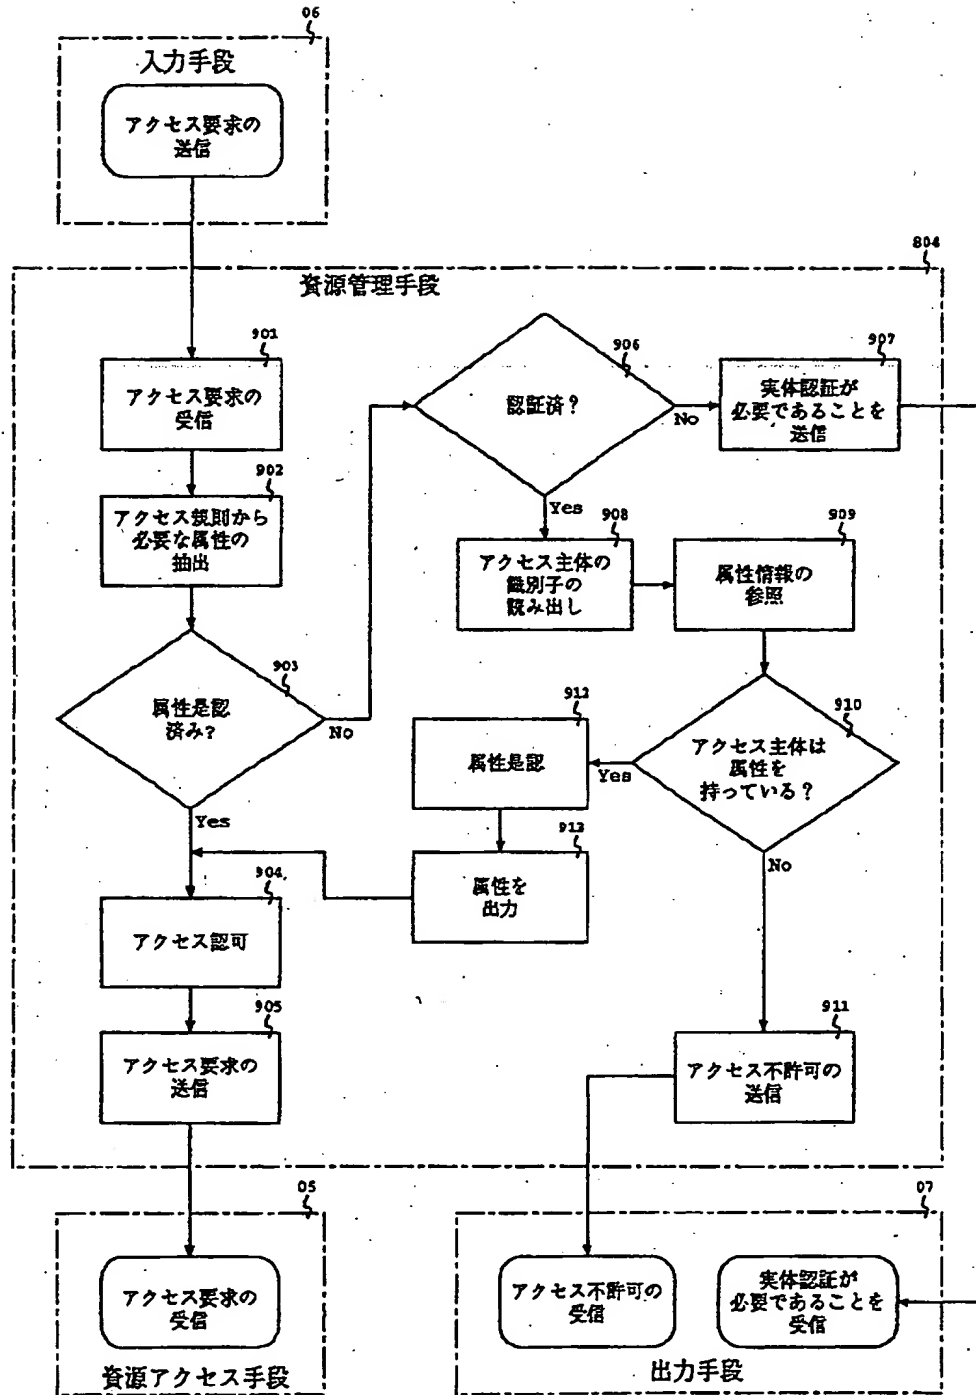 06
入力手段
アクセス要求の
送信
804
資源管理手段
901
アクセス要求の
受信
902
アクセス規則から
必要な属性の
抽出
903
属性是認
済み?
No
Yes
904
アクセス認可
905
アクセス要求の
送信
906
認証済?
No
Yes
907
実体認証が
必要であることを
送信
908
アクセス主体の
識別子の
読み出し
909
属性情報の
参照
910
アクセス主体は
属性を
持っている?
Yes
No
912
属性是認
913
属性を
出力
911
アクセス不許可の
送信
05
アクセス要求の
受信
資源アクセス手段
07
アクセス不許可の
受信
実体認証が
必要であることを
受信
出力手段